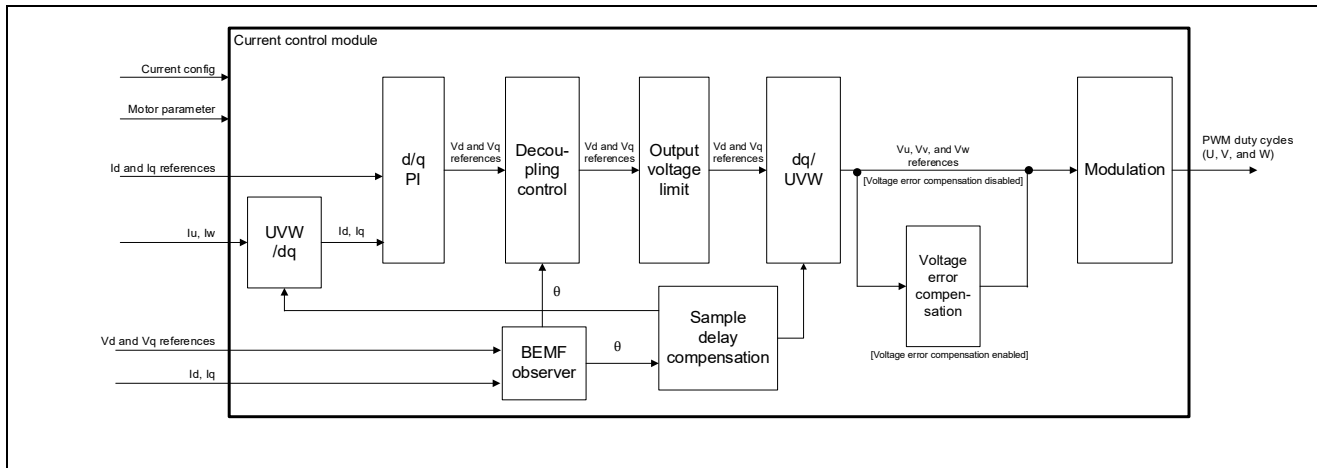 Current control module
Current config
Motor parameter
Id and Iq references
Iu, Iw
UVW
/dq
Id, Iq
d/q
PI
Vd and Vq
references
Decou-
pling
control
Vd and Vq
references
Output
voltage
limit
Vd and Vq
references
dq/
UVW
Vu, Vv, and Vw
references
[Voltage error compensation disabled]
Voltage
error
compen-
sation
[Voltage error compensation enabled]
Modulation
PWM duty cycles
(U, V, and W)
θ
Vd and Vq references
Id, Iq
BEMF
observer
θ
Sample
delay
compensation